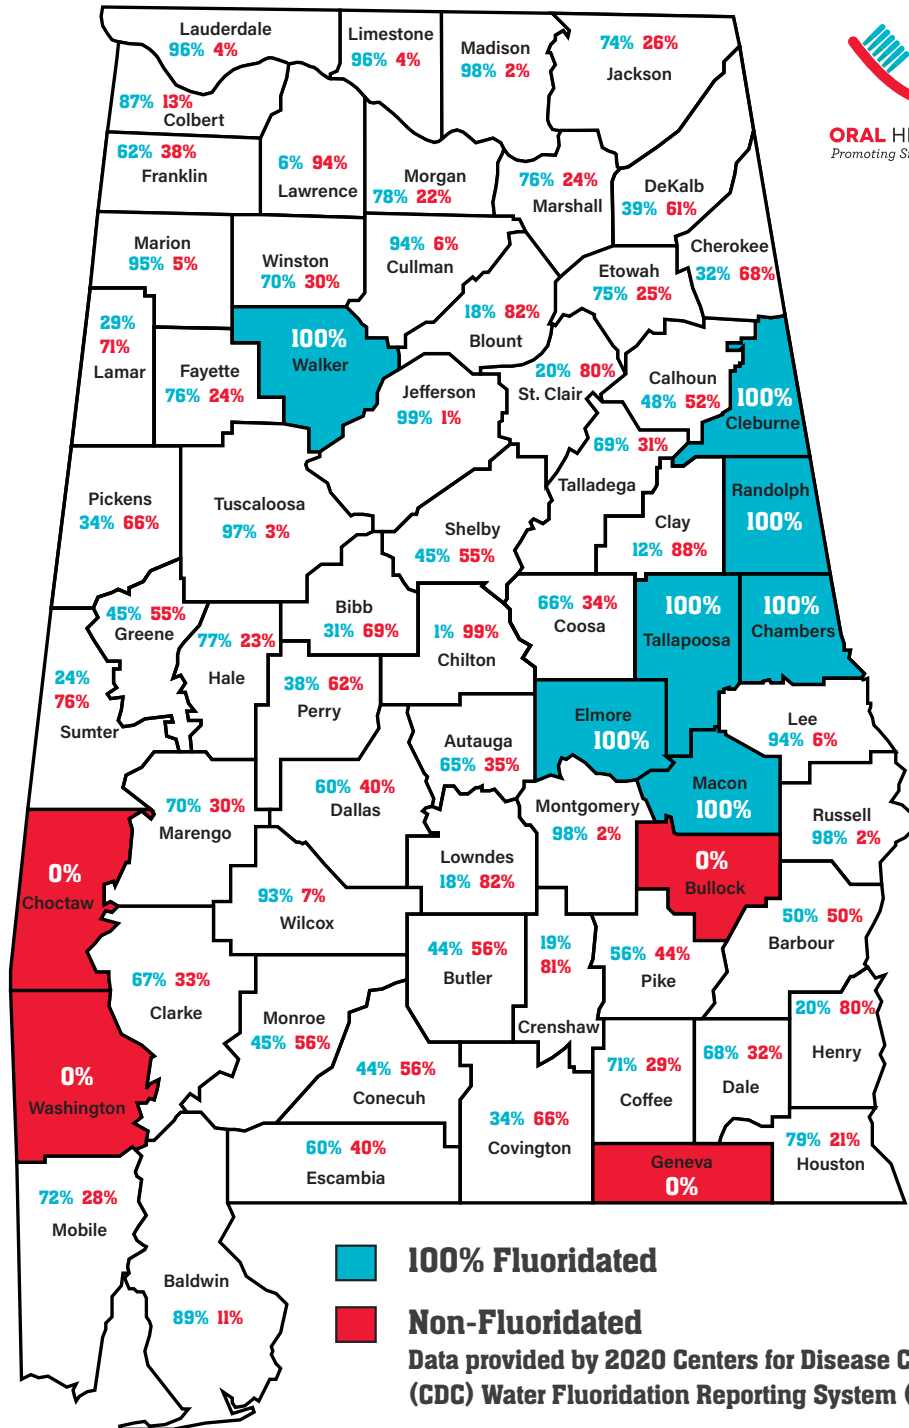 Lauderdale
96% 4%
Limestone
96% 4%
Madison
98% 2%
74% 26%
Jackson
ORAL HE
Promoting S
87% 13%
Colbert
62% 38%
Franklin
6% 94%
Lawrence
Morgan
78% 22%
76% 24%
Marshall
DeKalb
39% 61%
Cherokee
32% 68%
Marion
95% 5%
Winston
70% 30%
94% 6%
Cullman
Etowah
75% 25%
18% 82%
Blount
29%
71%
Lamar
100%
Walker
Fayette
76% 24%
Jefferson
99% 1%
20% 80%
St. Clair
Calhoun
48% 52%
100%
Cleburne
69% 31%
Talladega
Pickens
34% 66%
Tuscaloosa
97% 3%
Shelby
45% 55%
Clay
12% 88%
Randolph
100%
45% 55%
Greene
77% 23%
Hale
Bibb
31% 69%
1% 99%
Chilton
66% 34%
Coosa
100%
Tallapoosa
100%
Chambers
24%
76%
Sumter
38% 62%
Perry
Autauga
65% 35%
Elmore
100%
Lee
94% 6%
70% 30%
Marengo
60% 40%
Dallas
Montgomery
98% 2%
Macon
100%
Russell
98% 2%
0%
Choctaw
93% 7%
Wilcox
Lowndes
18% 82%
0%
Bullock
50% 50%
Barbour
67% 33%
Clarke
44% 56%
Butler
19%
81%
Crenshaw
56% 44%
Pike
20% 80%
Henry
0%
Washington
Monroe
45% 56%
44% 56%
Conecuh
34% 66%
Covington
71% 29%
Coffee
68% 32%
Dale
79% 21%
Houston
72% 28%
Mobile
60% 40%
Escambia
Geneva
0%
Baldwin
89% 11%
100% Fluoridated
Non-Fluoridated
Data provided by 2020 Centers for Disease C
(CDC) Water Fluoridation Reporting System (